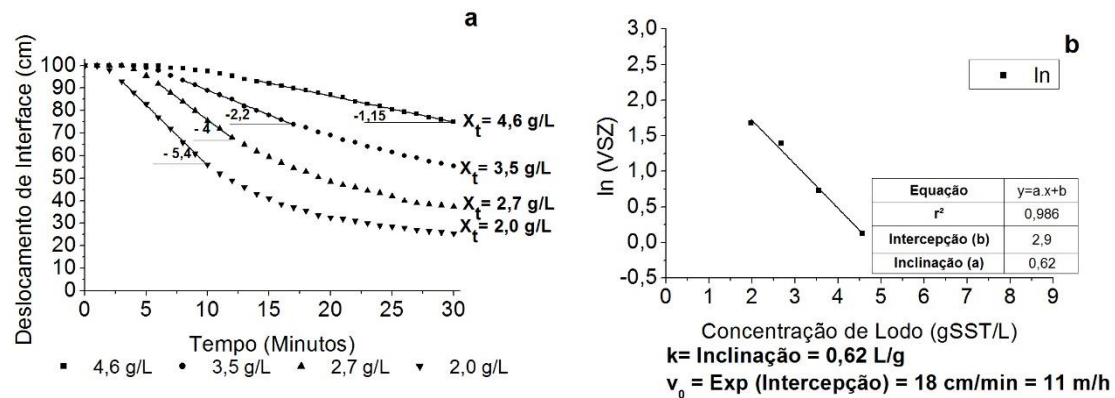 a
Deslocamento de Interface (cm)
100
90
80
70
60
50
40
30
20
10
0
-1,15
-2,2
- 4
- 5,4
Xt= 4,6 g/L
Xt= 3,5 g/L
Xt= 2,7 g/L
Xt= 2,0 g/L
0 5 10 15 20 25 30
Tempo (Minutos)
4,6 g/L 3,5 g/L 2,7 g/L 2,0 g/L
b
ln (VSZ)
3,0
2,5
2,0
1,5
1,0
0,5
0,0
-0,5
ln
Equação y=a.x+b
r² 0,986
Intercepção (b) 2,9
Inclinação (a) 0,62
0 1 2 3 4 5 6 7 8 9
Concentração de Lodo (gSST/L)
k= Inclinação = 0,62 L/g
v0 = Exp (Intercepção) = 18 cm/min = 11 m/h